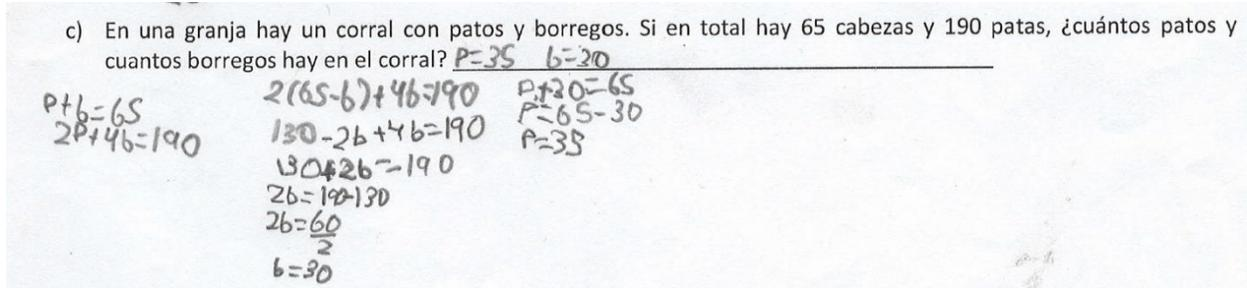 c) En una granja hay un corral con patos y borregos. Si en total hay 65 cabezas y 190 patas, ¿cuántos patos y
cuantos borregos hay en el corral? P=35 b=30
P+b=65
2P+4b=190
2(65-b)+4b=190
130-2b+4b=190
130+2b=190
2b=190-130
2b=60
2
b=30
P+30=65
P=65-30
P=35